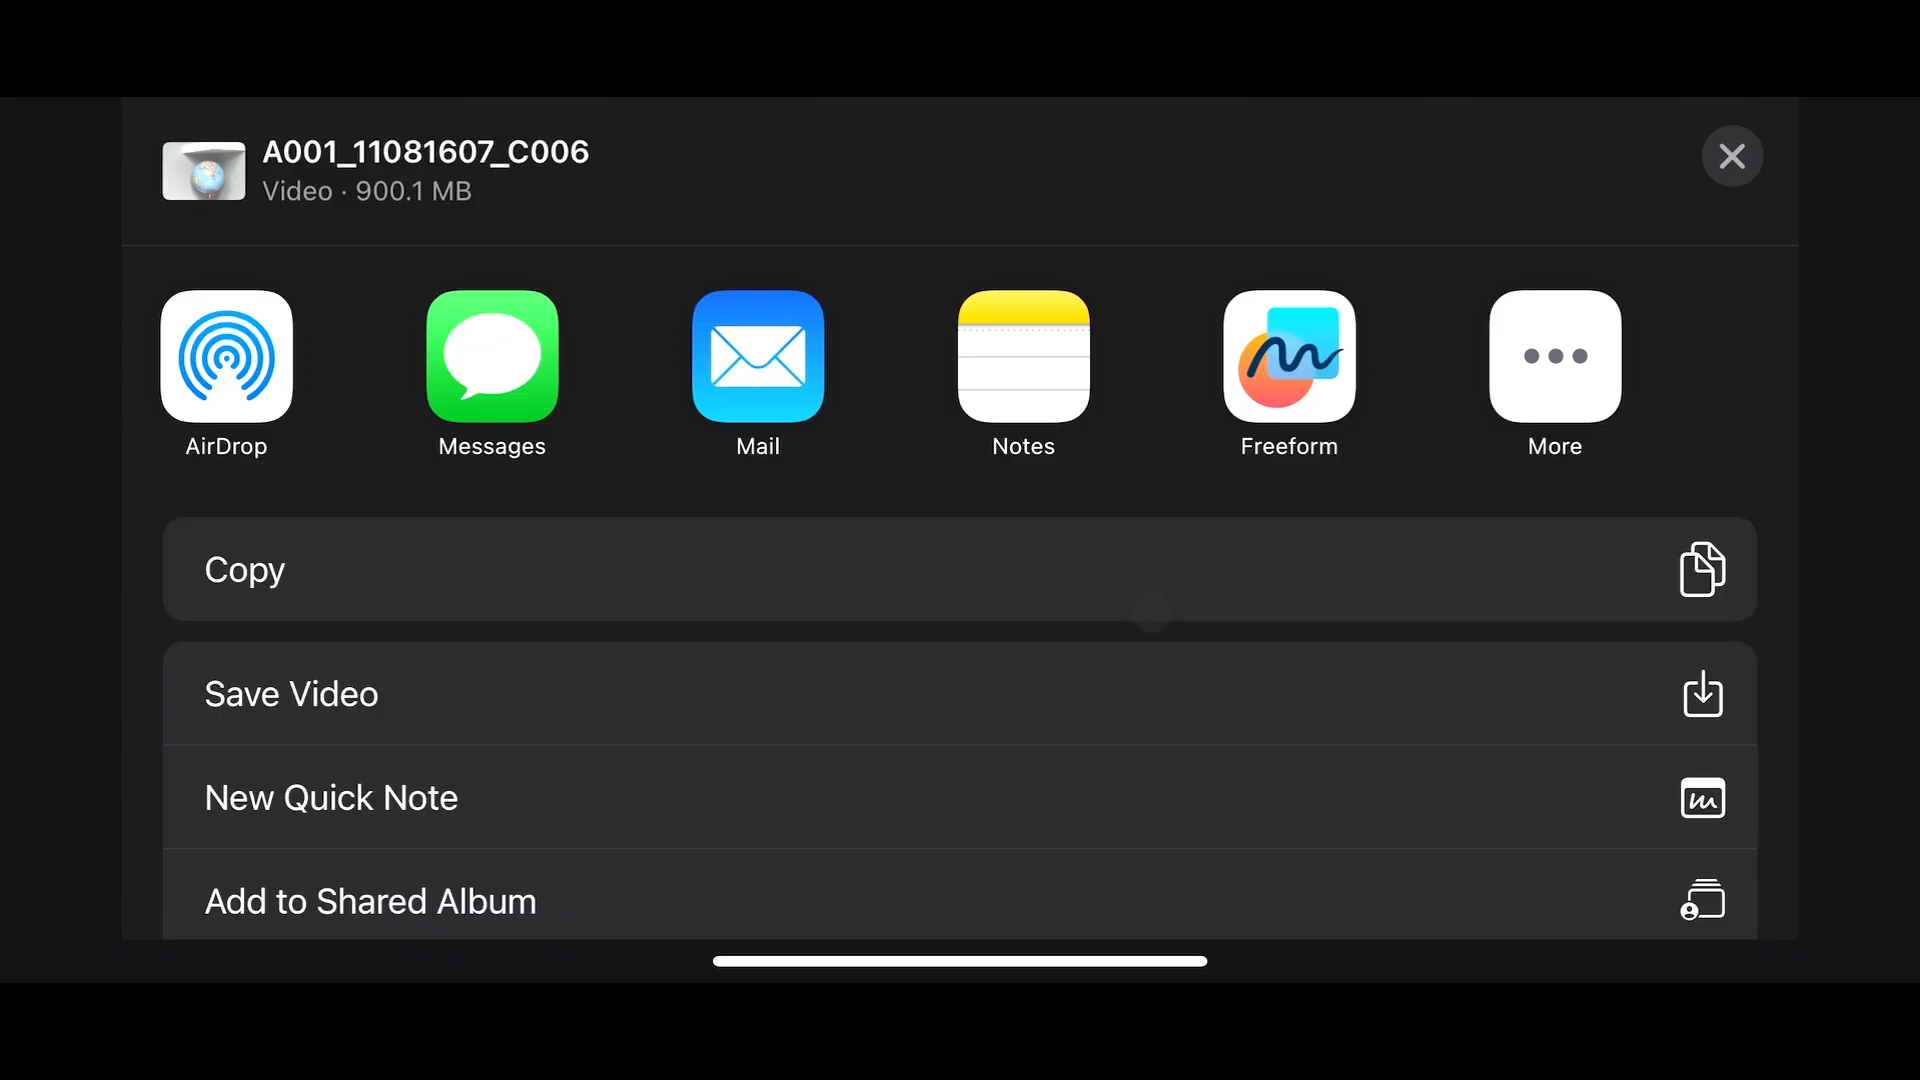 A001_11081607_C006
Video · 900.1 MB
AirDrop
Messages
Mail
Notes
Freeform
More
Copy
Save Video
New Quick Note
Add to Shared Album